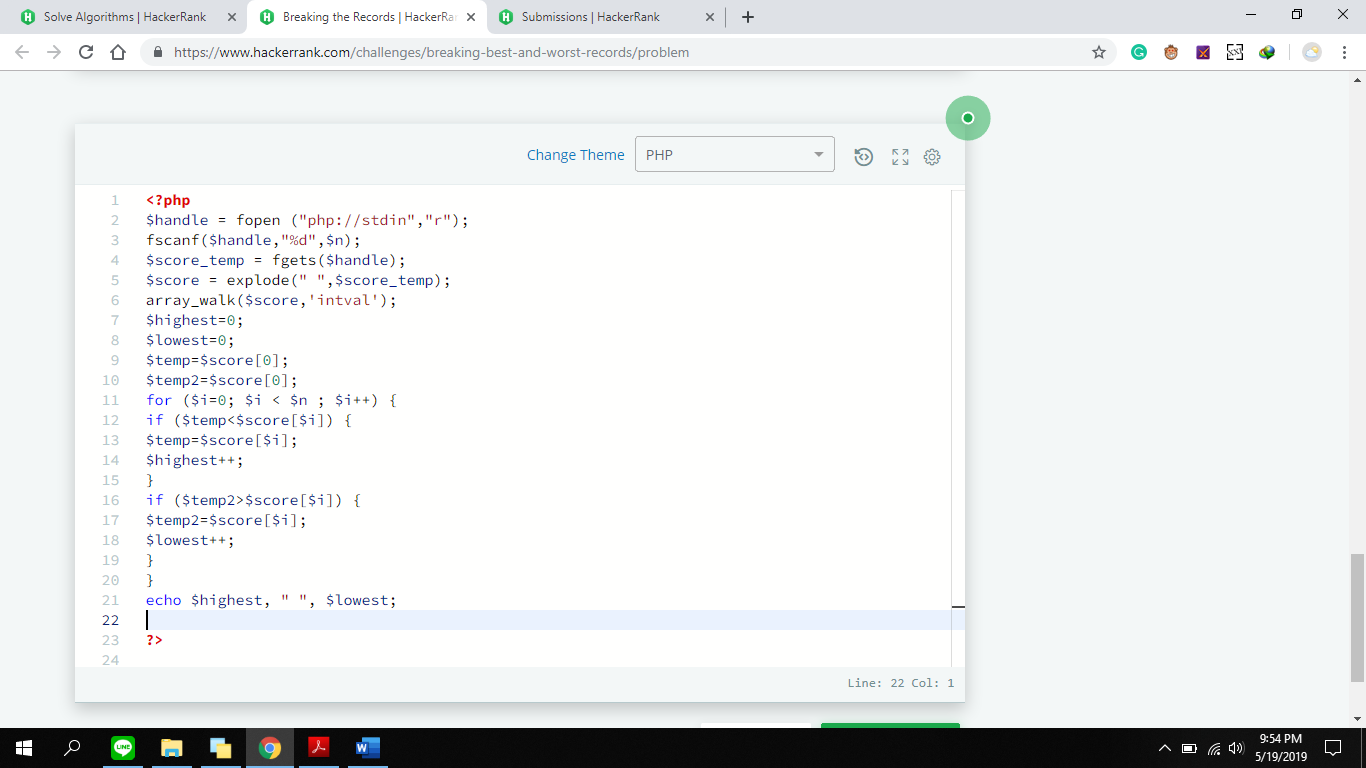 Solve Algorithms | HackerRank
Breaking the Records | HackerRa
Submissions | HackerRank
https://www.hackerrank.com/challenges/breaking-best-and-worst-records/problem
Change Theme
PHP
1 <?php
2 $handle = fopen ("php://stdin","r");
3 fscanf($handle,"%d",$n);
4 $score_temp = fgets($handle);
5 $score = explode(" ",$score_temp);
6 array_walk($score,'intval');
7 $highest=0;
8 $lowest=0;
9 $temp=$score[0];
10 $temp2=$score[0];
11 for ($i=0; $i < $n ; $i++) {
12 if ($temp<$score[$i]) {
13 $temp=$score[$i];
14 $highest++;
15 }
16 if ($temp2>$score[$i]) {
17 $temp2=$score[$i];
18 $lowest++;
19 }
20 }
21 echo $highest, " ", $lowest;
22
23 ?>
24
Line: 22 Col: 1
9:54 PM
5/19/2019